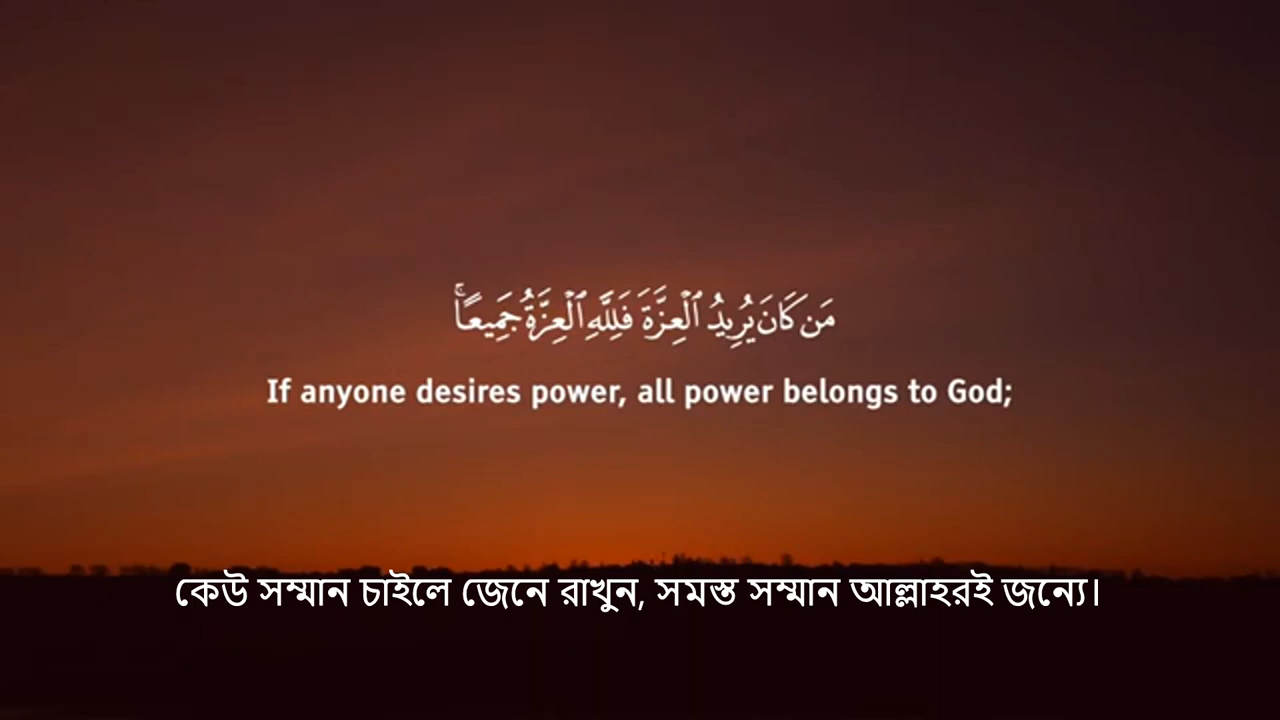 مَن كَانَ يُرِيدُ ٱلْعِزَّةَ فَلِلَّهِ ٱلْعِزَّةُ جَمِيعًاۚ
If anyone desires power, all power belongs to God;
কেউ সম্মান চাইলে জেনে রাখুন, সমস্ত সম্মান আল্লাহরই জন্যে।